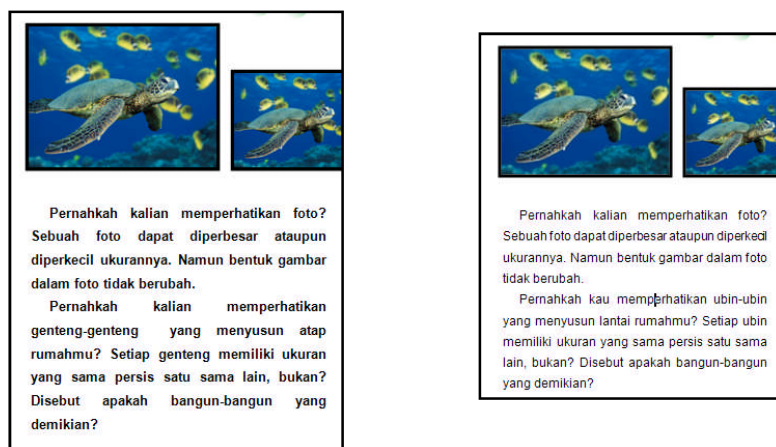 Pernahkah kalian memperhatikan foto?
Sebuah foto dapat diperbesar ataupun
diperkecil ukurannya. Namun bentuk gambar
dalam foto tidak berubah.
Pernahkah kalian memperhatikan
genteng-genteng yang menyusun atap
rumahmu? Setiap genteng memiliki ukuran
yang sama persis satu sama lain, bukan?
Disebut apakah bangun-bangun yang
demikian?
Pernahkah kalian memperhatikan foto?
Sebuah foto dapat diperbesar ataupun diperkecil
ukurannya. Namun bentuk gambar dalam foto
tidak berubah.
Pernahkah kau memperhatikan ubin-ubin
yang menyusun lantai rumahmu? Setiap ubin
memiliki ukuran yang sama persis satu sama
lain, bukan? Disebut apakah bangun-bangun
yang demikian?